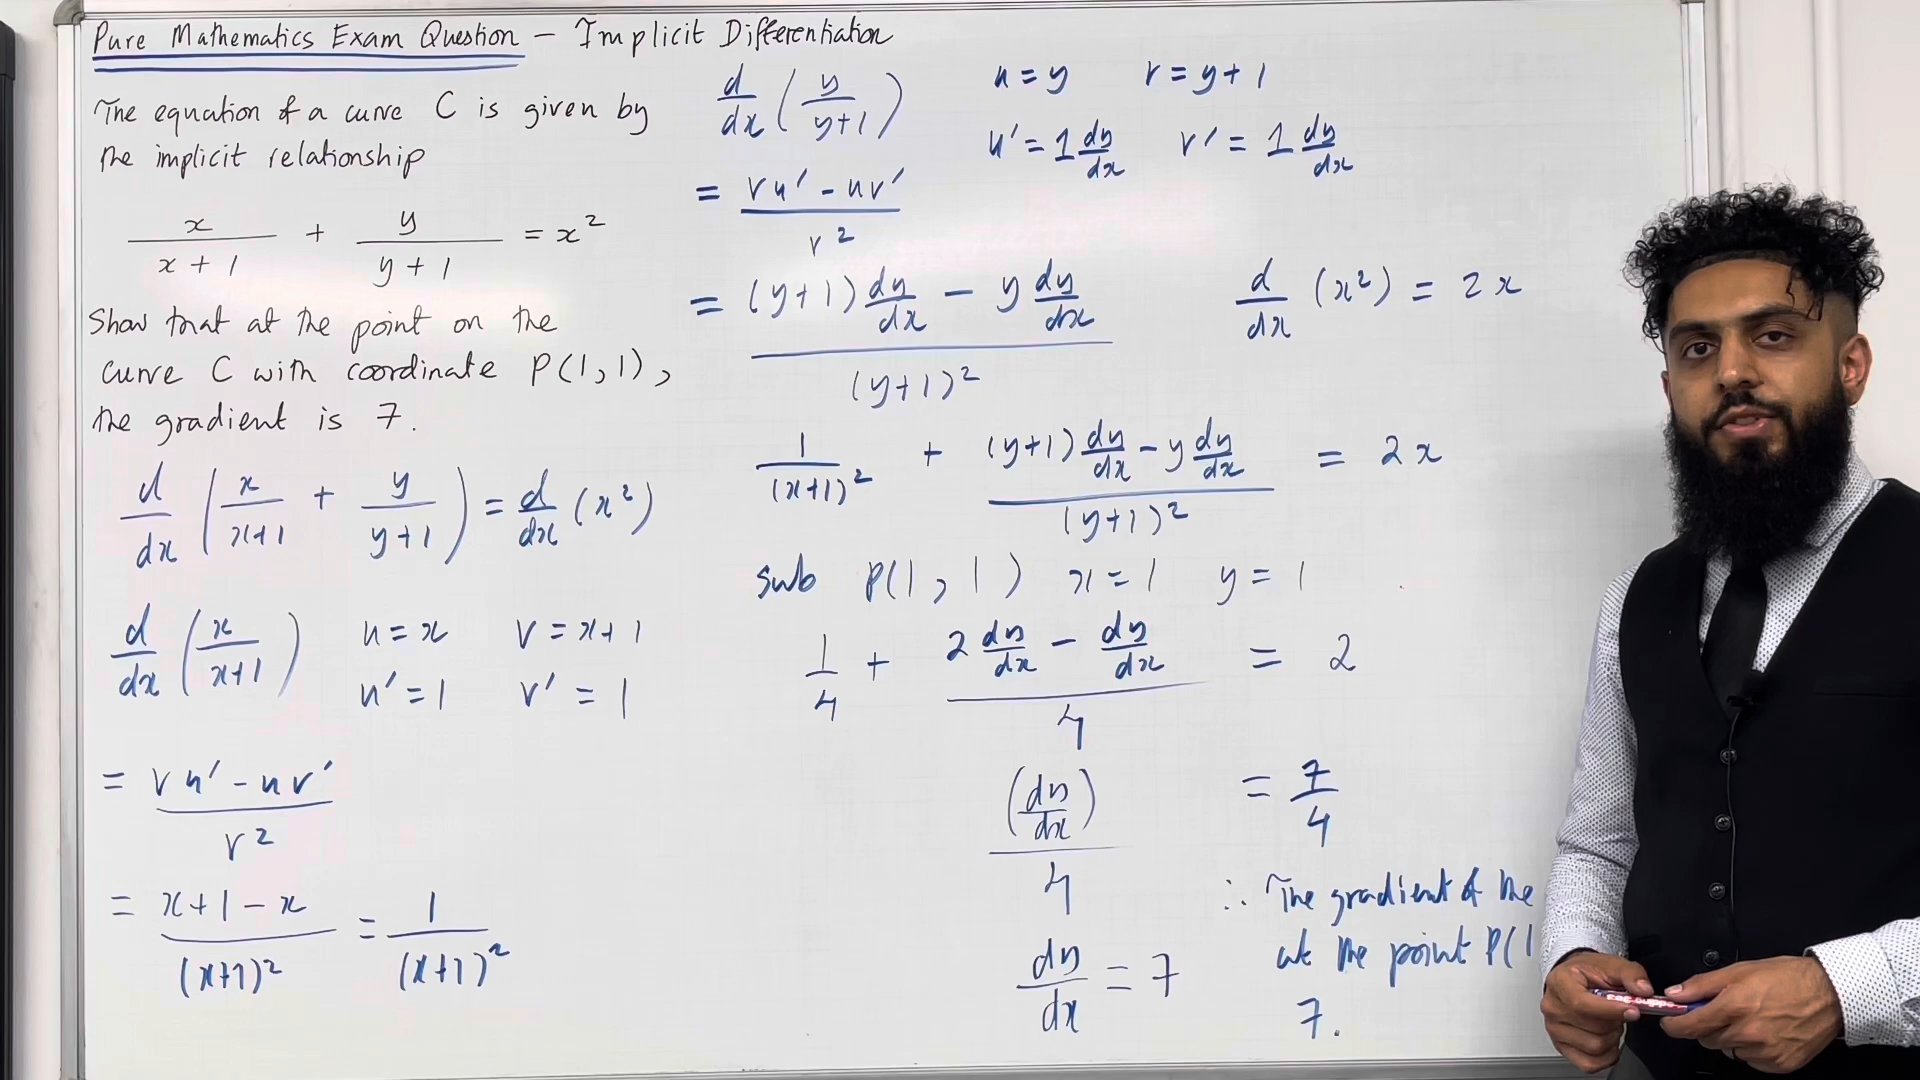 Pure Mathematics Exam Question - Implicit Differentiation
The equation of a curve C is given by
the implicit relationship
x/(x + 1) + y/(y + 1) = x²
Show that at the point on the
curve C with coordinate P(1,1),
the gradient is 7.
d/dx (x/(x+1) + y/(y+1)) = d/dx (x²)
d/dx (x/(x+1)) u = x v = x+1
u' = 1 v' = 1
= (vu' - uv')/v²
= (x+1-x)/(x+1)² = 1/(x+1)²
d/dx (y/(y+1)) u = y v = y+1
u' = 1 dy/dx v' = 1 dy/dx
= (vu' - uv')/v²
= ((y+1) dy/dx - y dy/dx)/(y+1)² d/dx (x²) = 2x
1/(x+1)² + ((y+1) dy/dx - y dy/dx)/(y+1)² = 2x
sub P(1,1) x = 1 y = 1
1/4 + (2 dy/dx - dy/dx)/4 = 2
(dy/dx)/4 = 7/4
dy/dx = 7
∴ The gradient of the
at the point P(1
7.